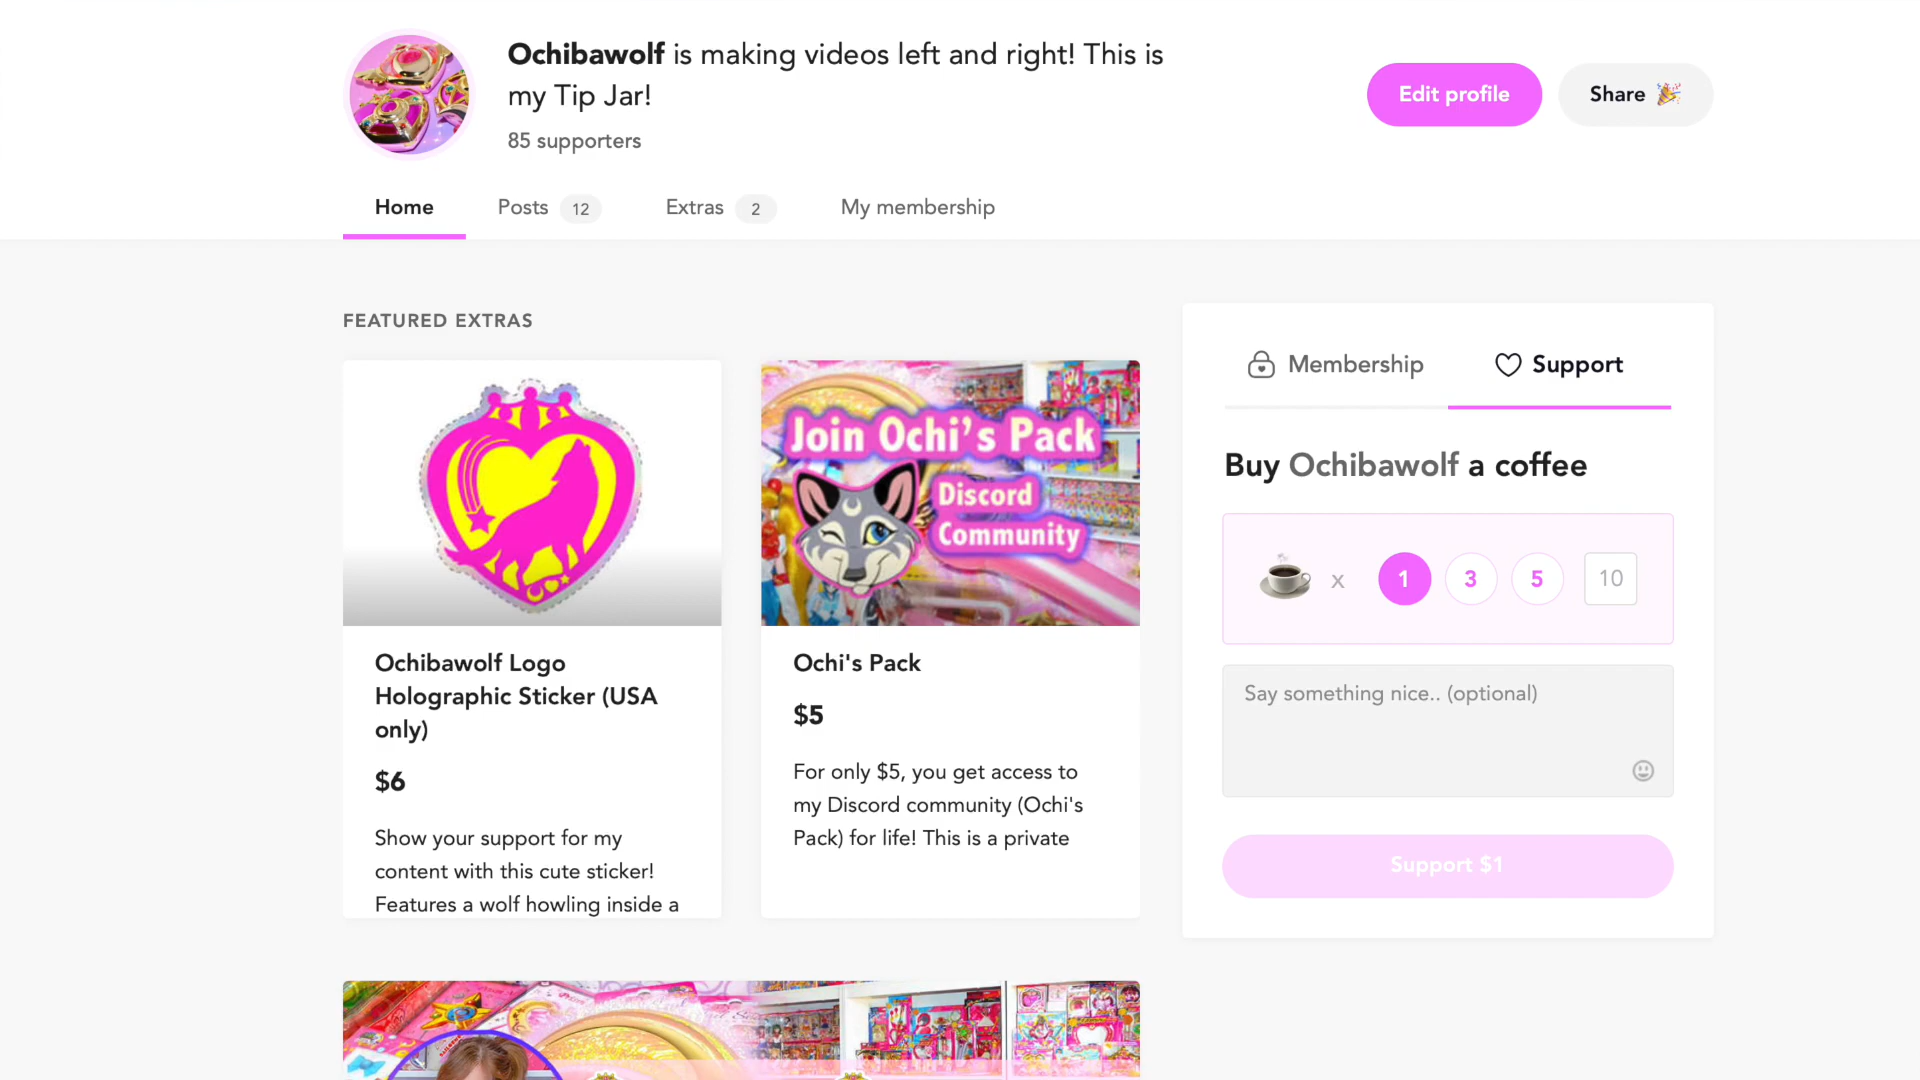 Ochibawolf is making videos left and right! This is
my Tip Jar!
85 supporters
Edit profile
Share
Home
Posts 12
Extras 2
My membership
FEATURED EXTRAS
Join Ochi's Pack
Discord
Community
Ochibawolf Logo
Holographic Sticker (USA
only)
$6
Show your support for my
content with this cute sticker!
Features a wolf howling inside a
Ochi's Pack
$5
For only $5, you get access to
my Discord community (Ochi's
Pack) for life! This is a private
Membership
Support
Buy Ochibawolf a coffee
x 1 3 5 10
Say something nice.. (optional)
Support $1